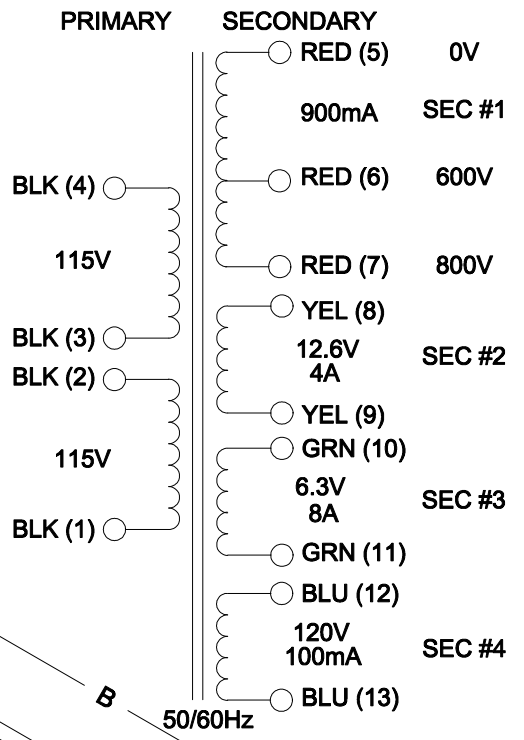 PRIMARY SECONDARY
RED (5) 0V
900mA SEC #1
BLK (4) RED (6) 600V
115V
RED (7) 800V
YEL (8)
BLK (3) 12.6V SEC #2
BLK (2) 4A
YEL (9)
GRN (10)
115V
6.3V SEC #3
8A
BLK (1)
GRN (11)
BLU (12)
120V SEC #4
100mA
B BLU (13)
50/60Hz